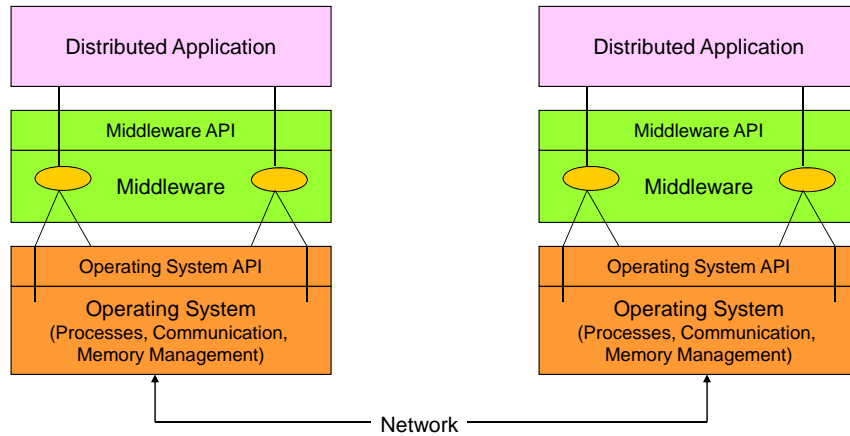 Distributed Application
Middleware API
Middleware
Operating System API
Operating System
(Processes, Communication,
Memory Management)
Distributed Application
Middleware API
Middleware
Operating System API
Operating System
(Processes, Communication,
Memory Management)
Network